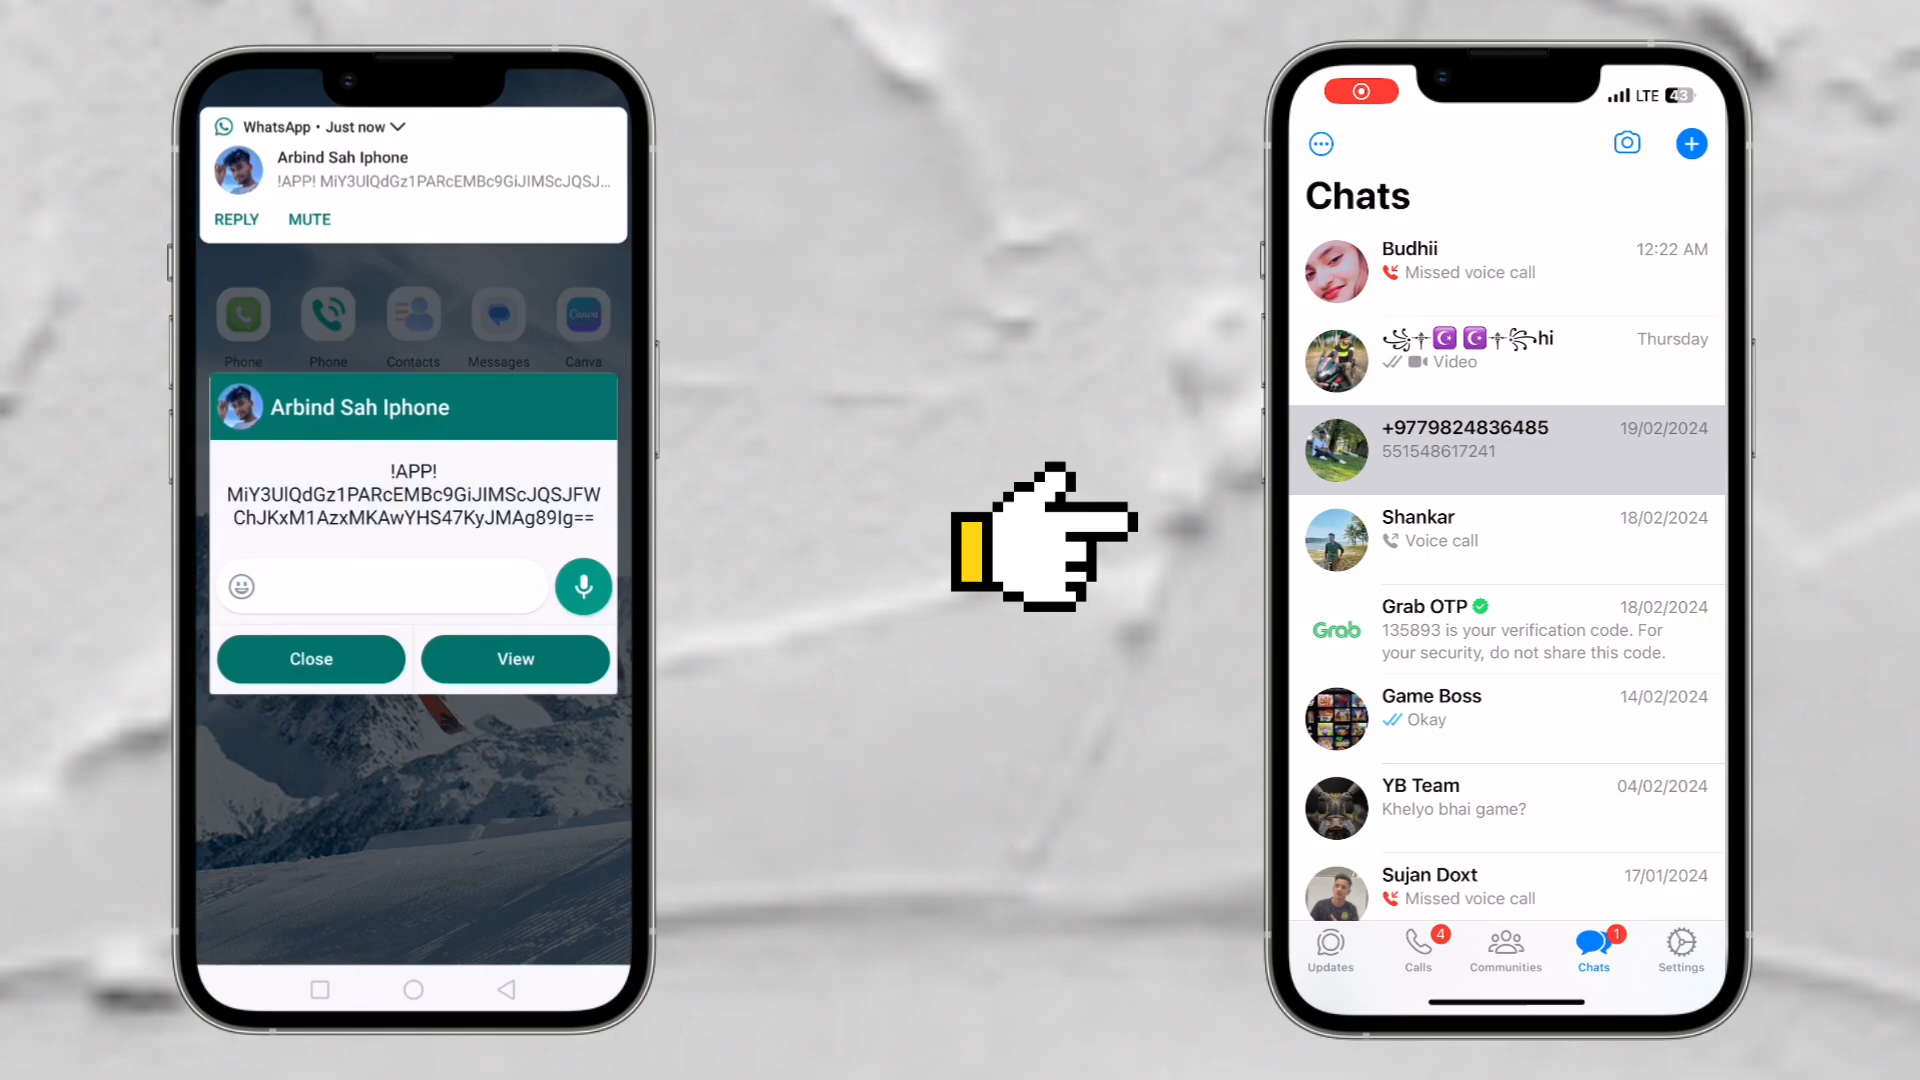 WhatsApp • Just now
Arbind Sah Iphone
!APP! MiY3UlQdGz1PARcEMBc9GiJIMScJQSJ...
REPLY MUTE
Phone Phone Contacts Messages Canva
Arbind Sah Iphone
!APP!
MiY3UlQdGz1PARcEMBc9GiJIMScJQSJFW
ChJKxM1AzxMKAwYHS47KyJMAg89Ig==
Close View
LTE 43
Chats
Budhii 12:22 AM
Missed voice call
꧁༒☪️ ☪️༒꧂hi Thursday
Video
+9779824836485 19/02/2024
551548617241
Shankar 18/02/2024
Voice call
Grab
Grab OTP 18/02/2024
135893 is your verification code. For
your security, do not share this code.
Game Boss 14/02/2024
Okay
YB Team 04/02/2024
Khelyo bhai game?
Sujan Doxt 17/01/2024
Missed voice call
4 1
Updates Calls Communities Chats Settings